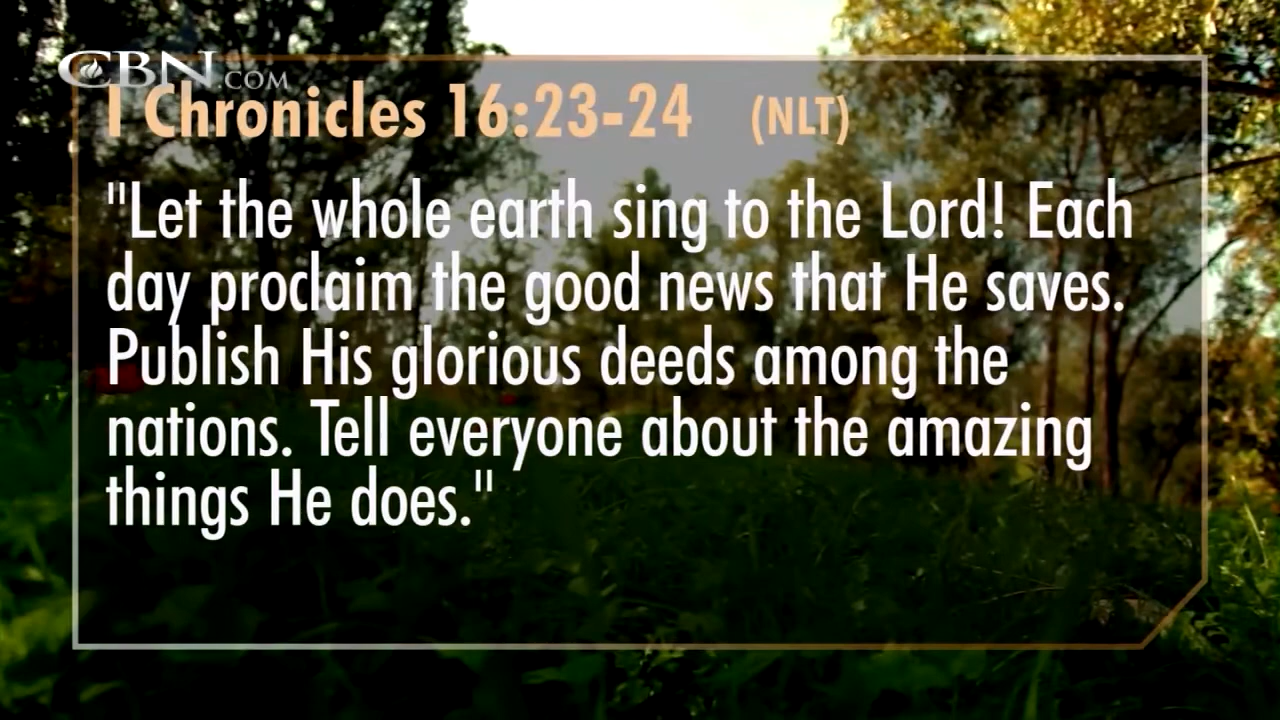 CBN.COM
I Chronicles 16:23-24 (NLT)
"Let the whole earth sing to the Lord! Each
day proclaim the good news that He saves.
Publish His glorious deeds among the
nations. Tell everyone about the amazing
things He does."